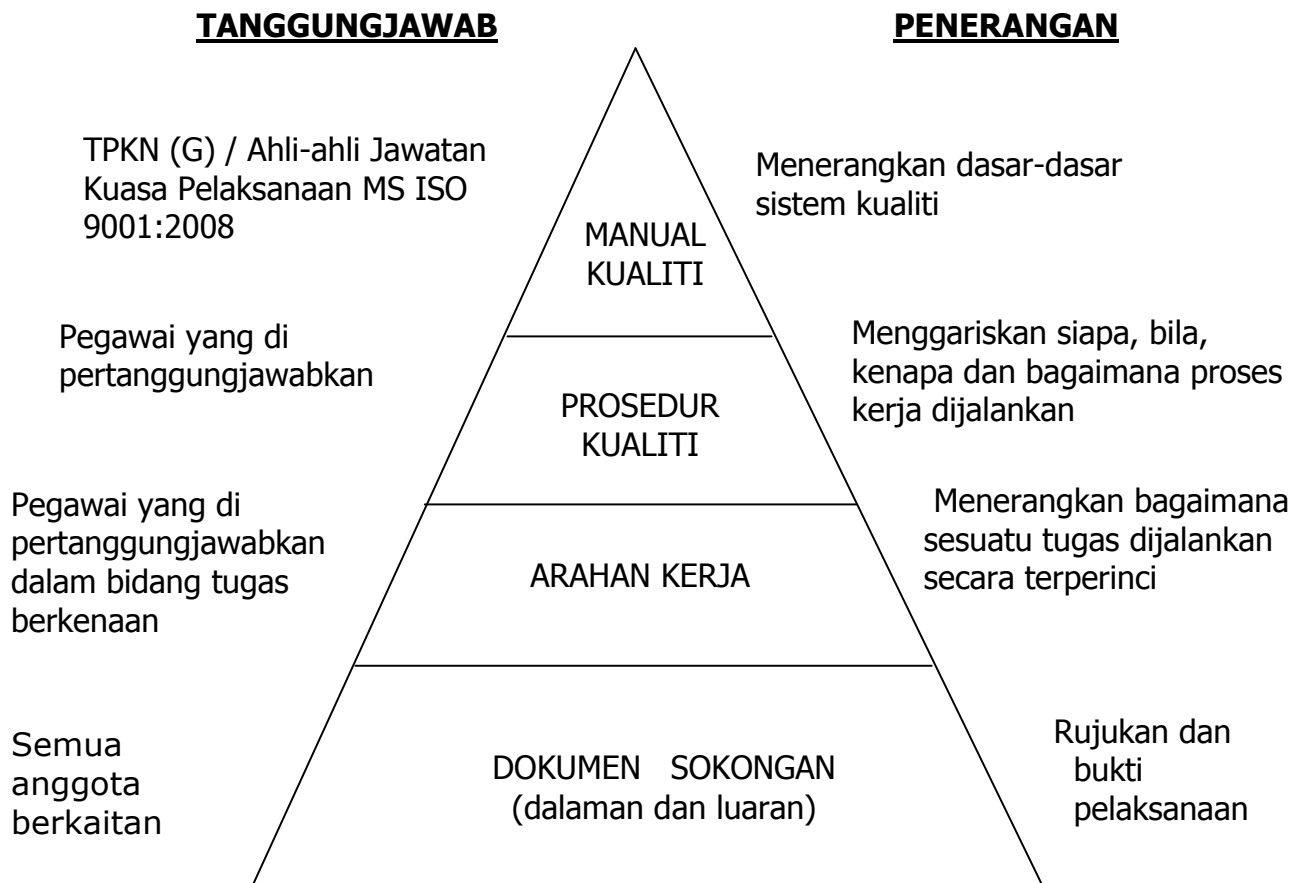 TANGGUNGJAWAB
PENERANGAN
TPKN (G) / Ahli-ahli Jawatan
Kuasa Pelaksanaan MS ISO
9001:2008
MANUAL
KUALITI
Menerangkan dasar-dasar
sistem kualiti
Pegawai yang di
pertanggungjawabkan
PROSEDUR
KUALITI
Menggariskan siapa, bila,
kenapa dan bagaimana proses
kerja dijalankan
Pegawai yang di
pertanggungjawabkan
dalam bidang tugas
berkenaan
ARAHAN KERJA
Menerangkan bagaimana
sesuatu tugas dijalankan
secara terperinci
Semua
anggota
berkaitan
DOKUMEN SOKONGAN
(dalaman dan luaran)
Rujukan dan
bukti
pelaksanaan